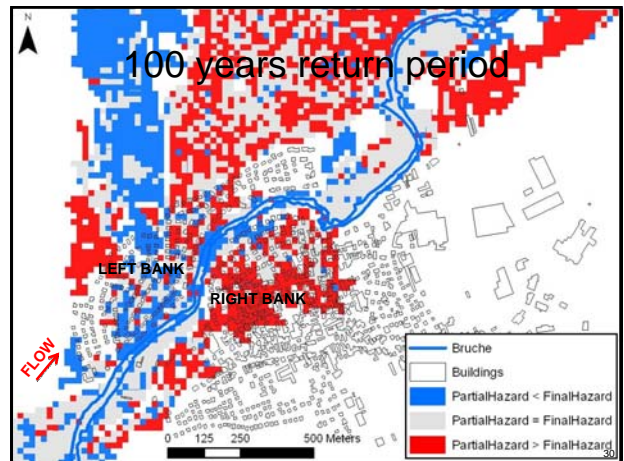 N
100 years return period
LEFT BANK
RIGHT BANK
FLOW
Bruche
Buildings
PartialHazard < FinalHazard
PartialHazard = FinalHazard
PartialHazard > FinalHazard
0 125 250 500 Meters
30